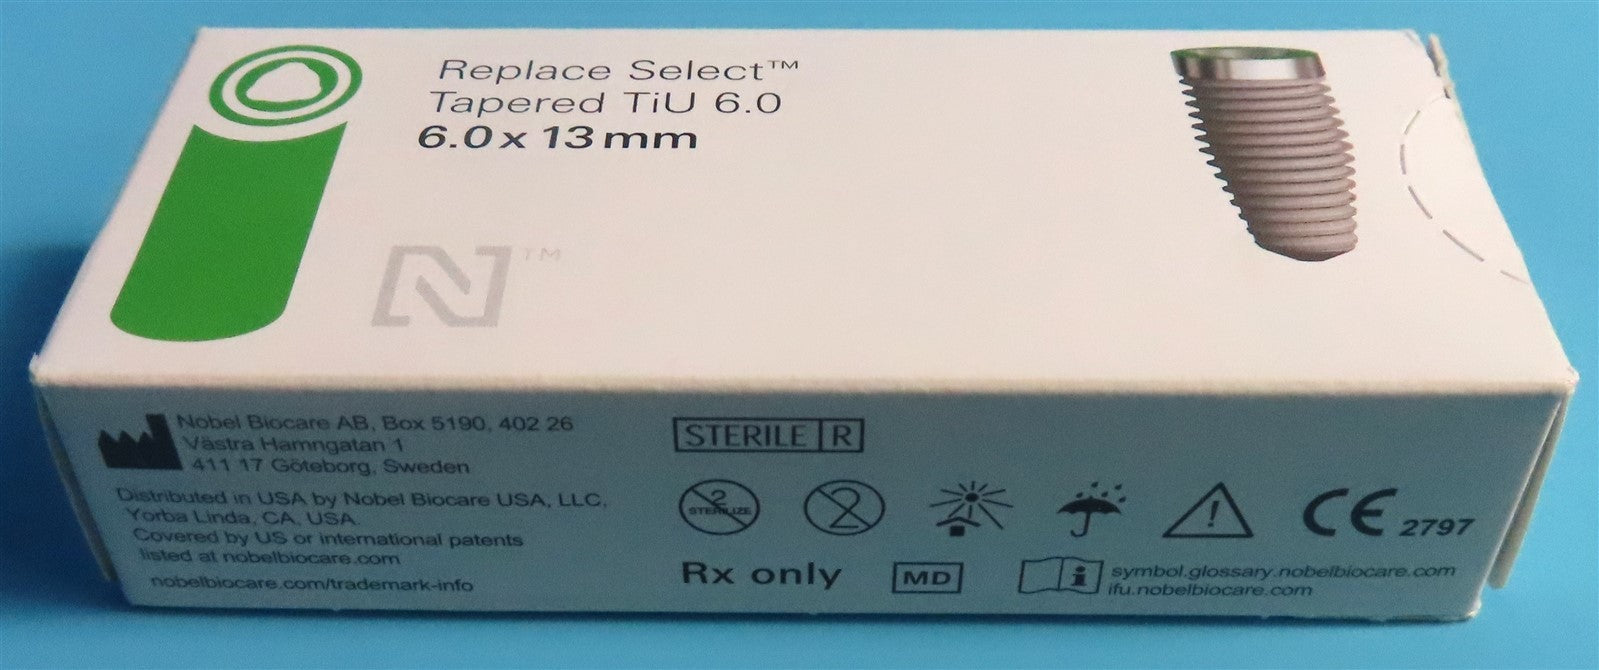 Replace Select™
Tapered TiU 6.0
6.0 x 13 mm
N™
Nobel Biocare AB, Box 5190, 402 26
Västra Hamngatan 1
411 17 Göteborg, Sweden
Distributed in USA by Nobel Biocare USA, LLC,
Yorba Linda, CA, USA.
Covered by US or international patents
listed at nobelbiocare.com
nobelbiocare.com/trademark-info
STERILE R
2
STERILIZE
2
!
CE 2797
Rx only
MD
i
symbol.glossary.nobelbiocare.com
ifu.nobelbiocare.com